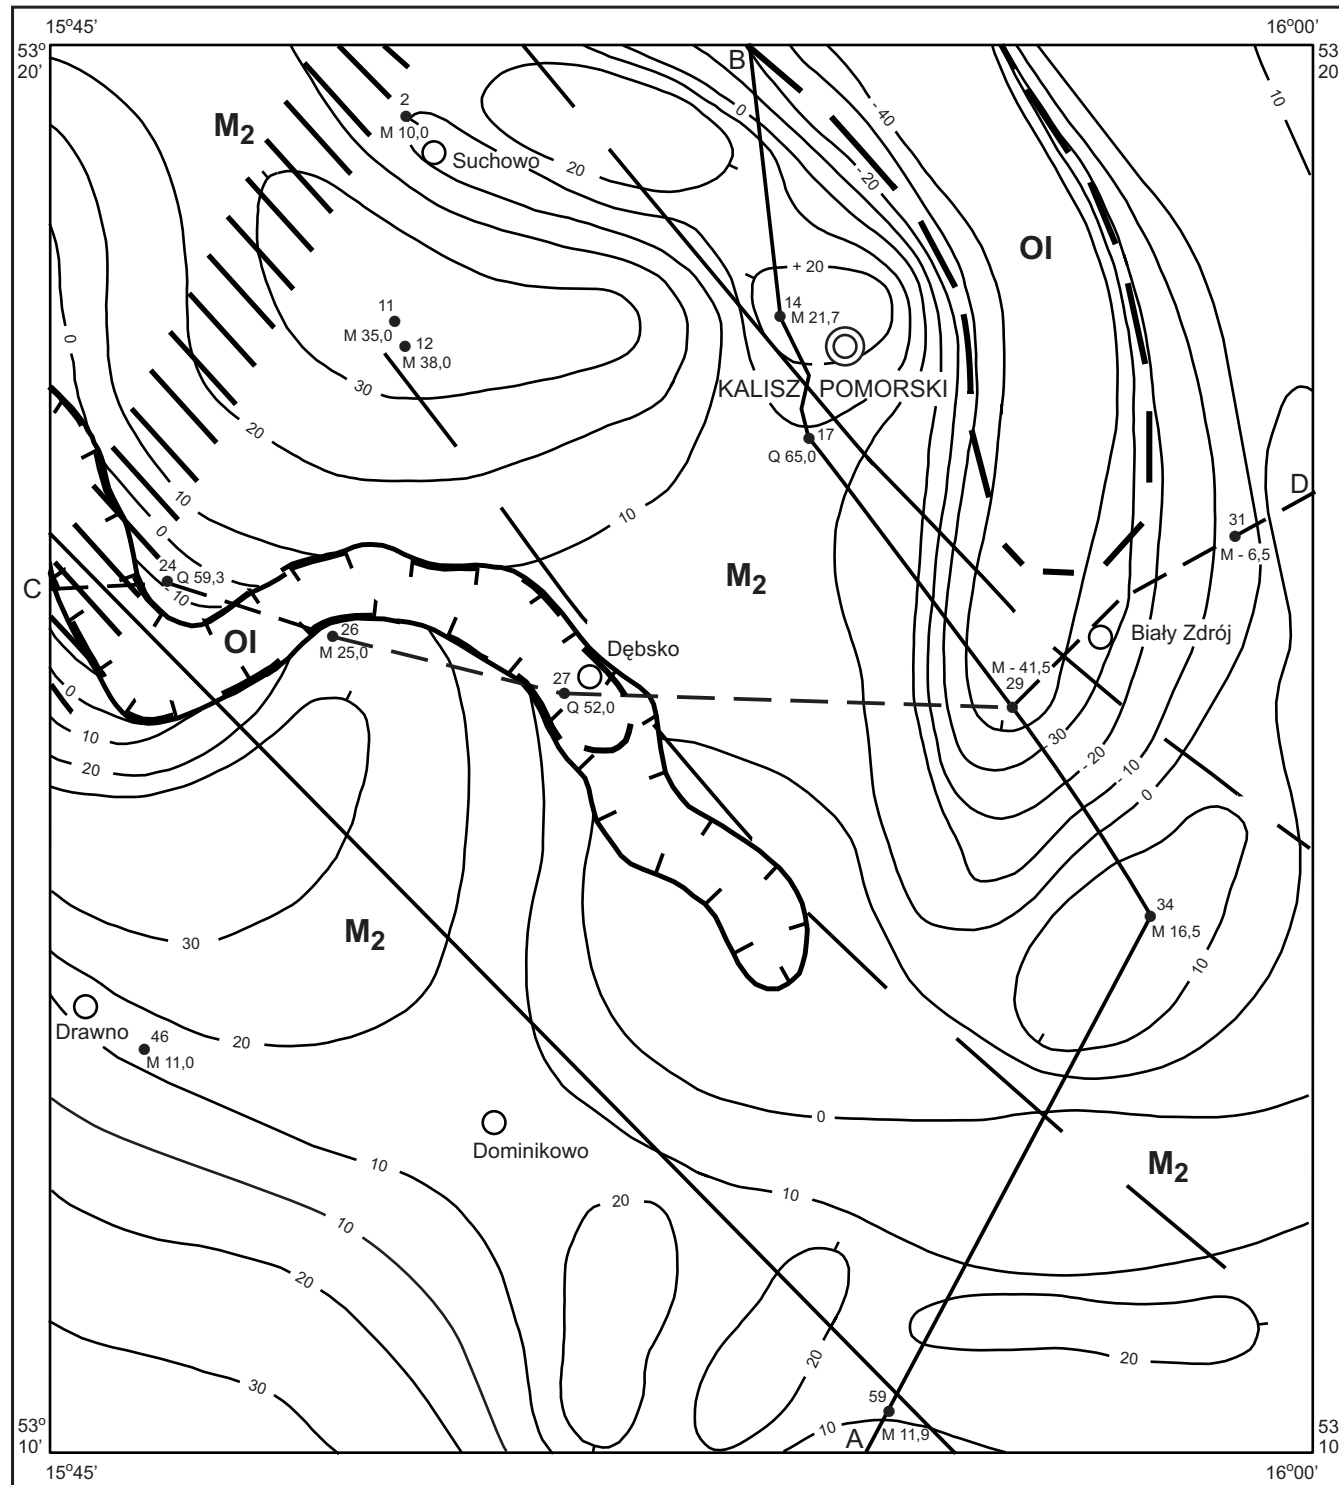 15°45’
16°00’
53°
20’
53
20
B
10
0
- 40
2
M 10,0
M₂
Suchowo
20
- 20
Ol
+ 20
14
M 21,7
11
M 35,0
12
M 38,0
0
30
KALISZ POMORSKI
20
17
Q 65,0
10
0
10
D
31
M - 6,5
24
Q 59,3
- 10
C
M₂
Ol
26
M 25,0
Dębsko
Biały Zdrój
27
Q 52,0
M - 41,5
29
0
10
20
- 30
- 20
- 10
0
34
M 16,5
M₂
30
10
Drawno
46
M 11,0
20
0
Dominikowo
10
M₂
10
20
10
20
20
20
30
59
M 11,9
10
A
53°
10’
53
10
15°45’
16°00’